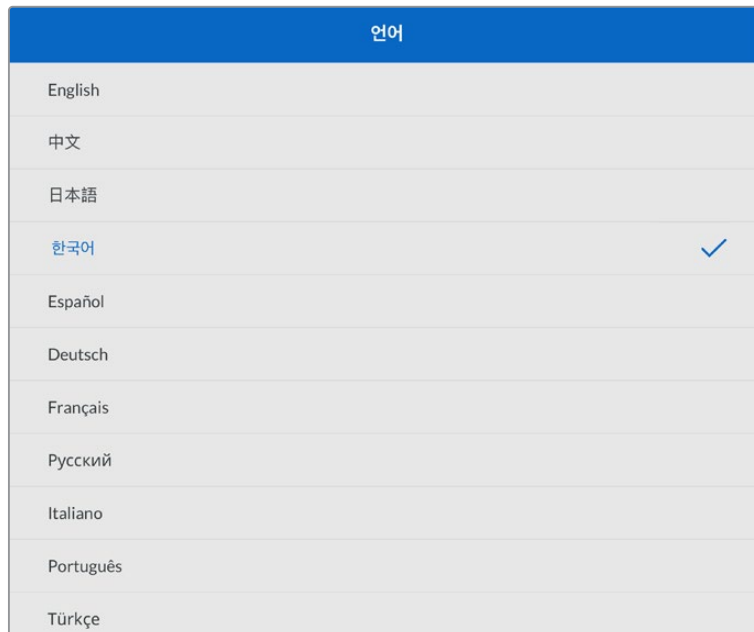 언어
English
中文
日本語
한국어
Español
Deutsch
Français
Русский
Italiano
Português
Türkçe